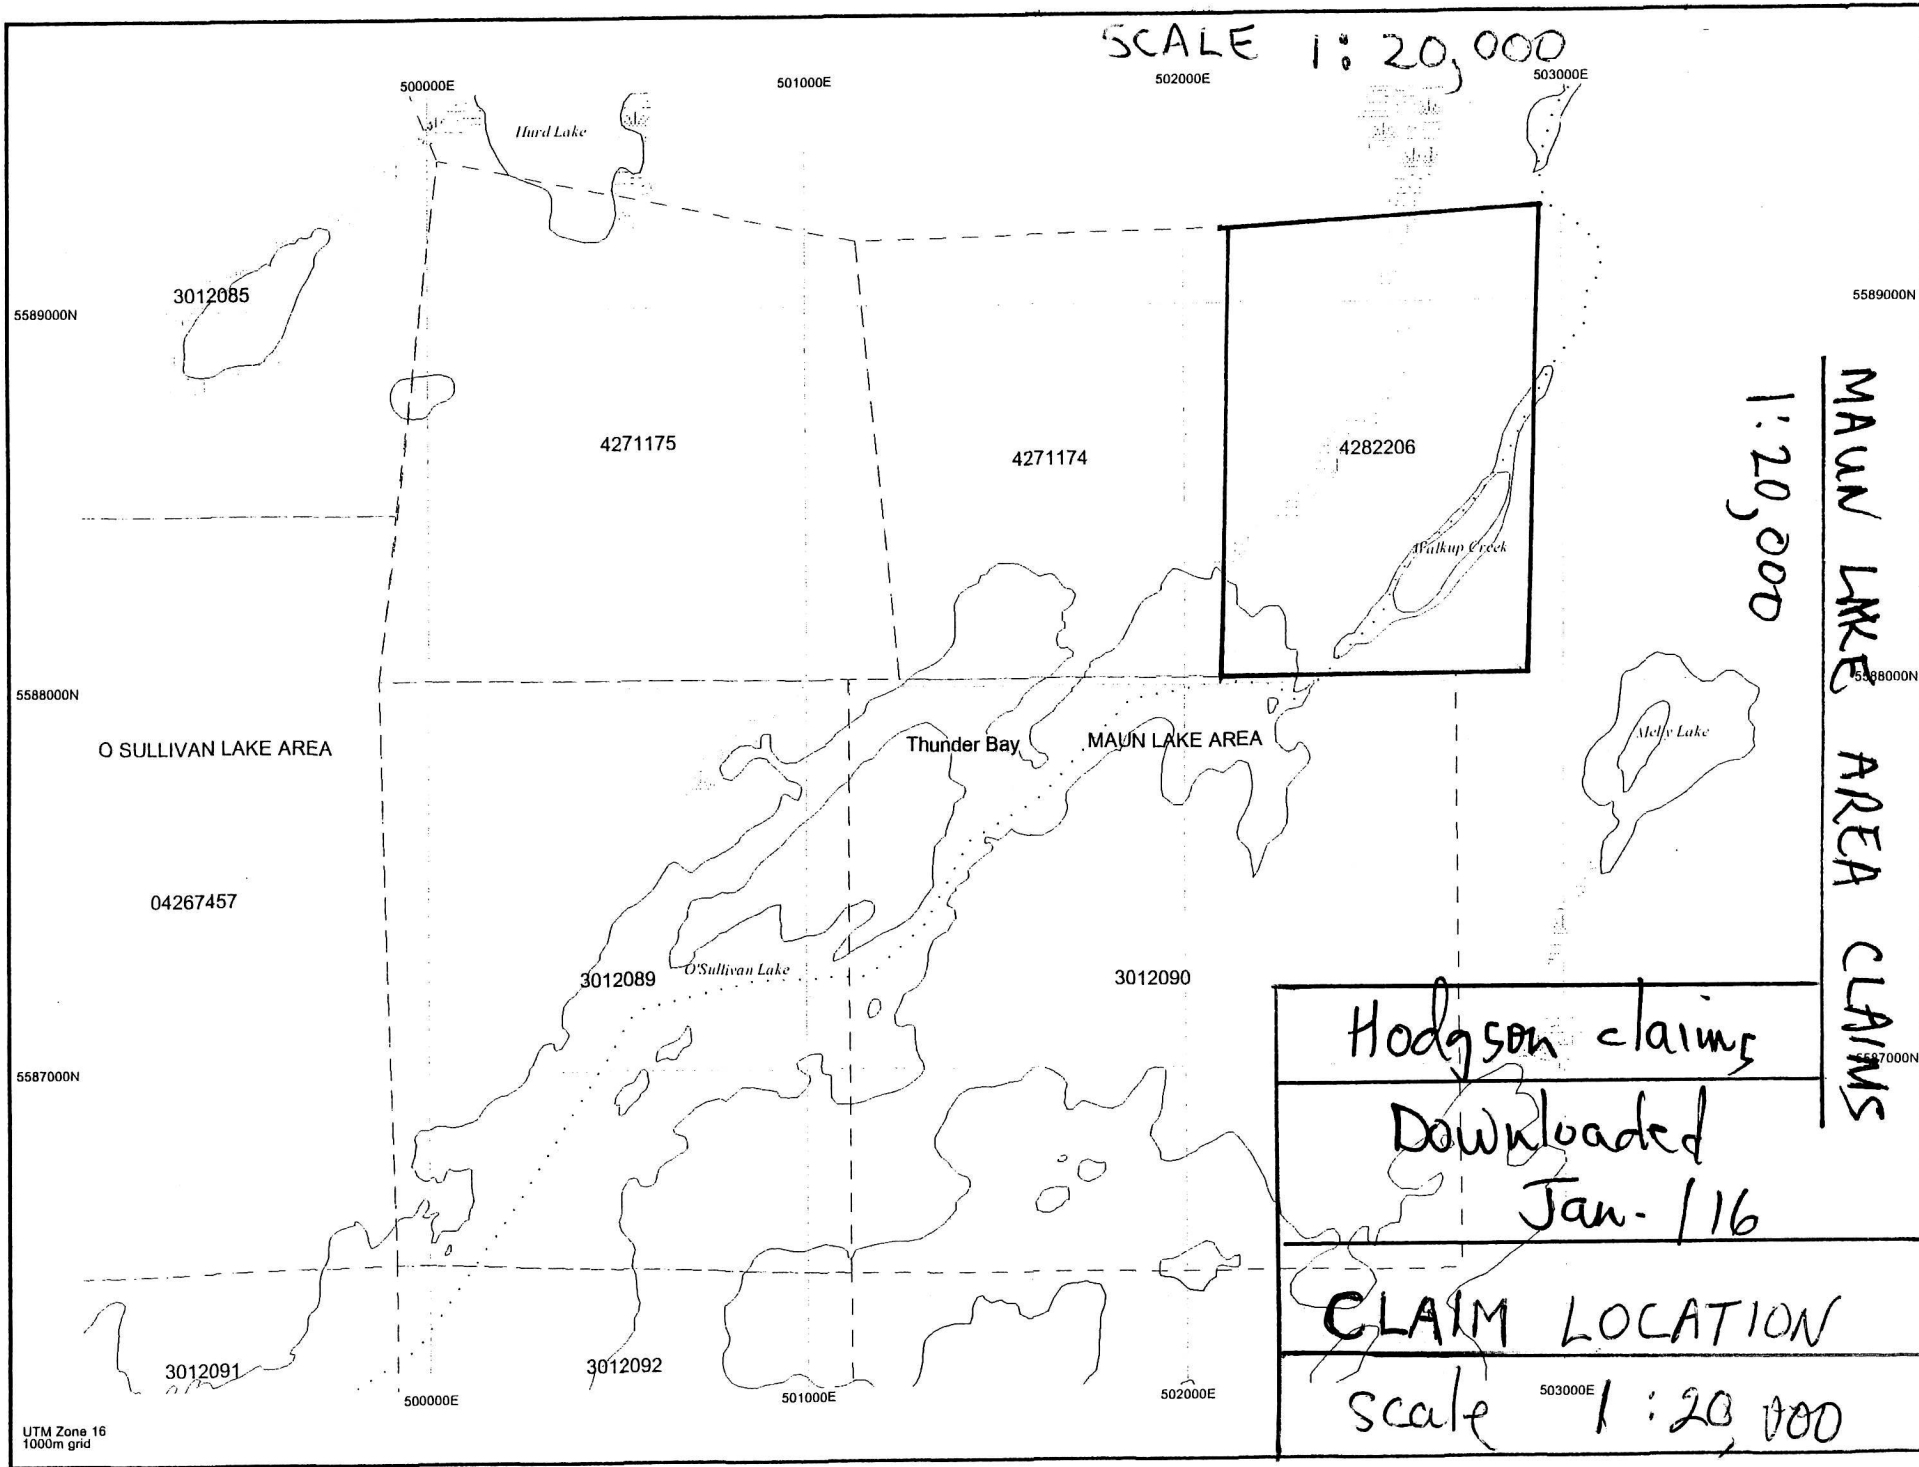 SCALE 1:20,000
500000E
501000E
502000E
503000E
Hurd Lake
3012085
5589000N
5589000N
4271175
4271174
4282206
Walkup Creek
MAUN LAKE AREA CLAIMS
1:20,000
5588000N
5588000N
O SULLIVAN LAKE AREA
Thunder Bay
MAUN LAKE AREA
Melly Lake
04267457
3012089
O'Sullivan Lake
3012090
Hodgson claims
5587000N
5587000N
Downloaded
Jan. /16
CLAIM LOCATION
3012091
3012092
500000E
501000E
502000E
503000E
scale 1:20,000
UTM Zone 16
1000m grid